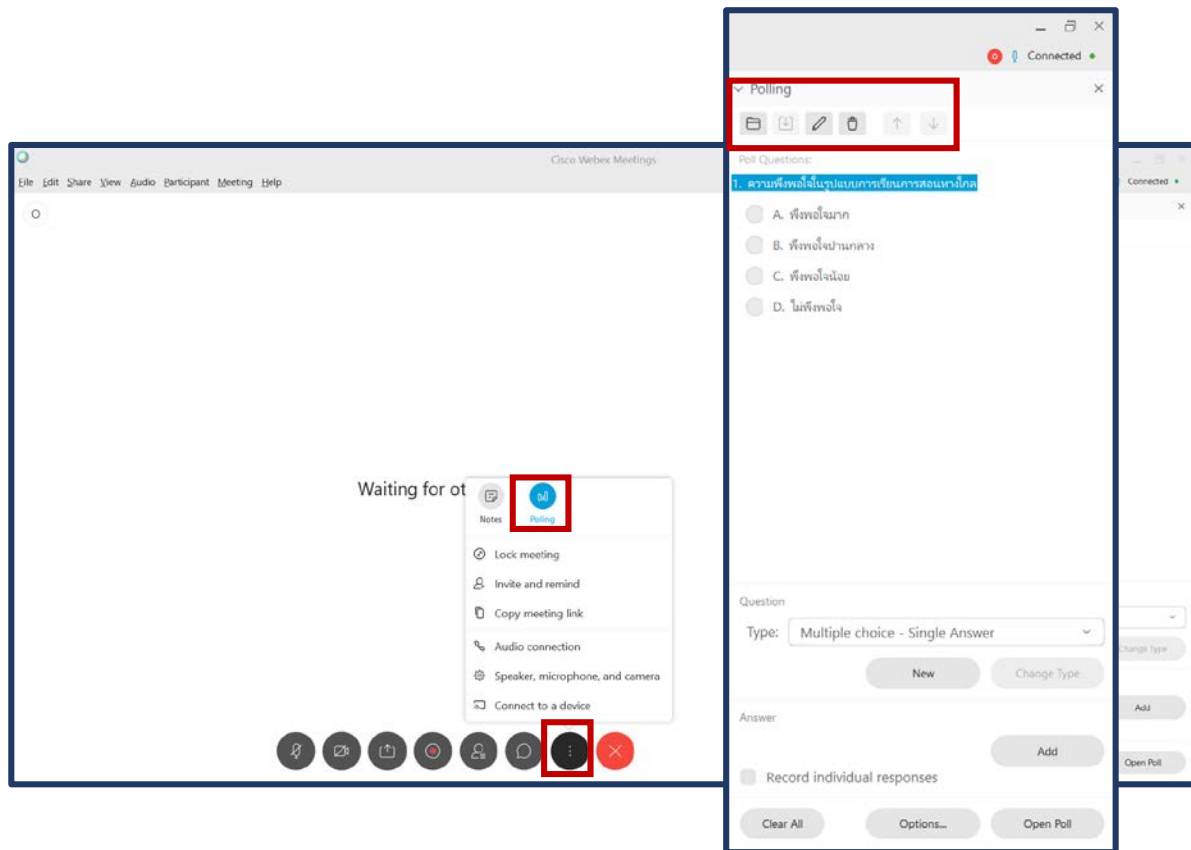 Cisco Webex Meetings
File Edit Share View Audio Participant Meeting Help
O
Waiting for ot
Notes
Polling
Lock meeting
Invite and remind
Copy meeting link
Audio connection
Speaker, microphone, and camera
Connect to a device
Connected
Polling
Poll Questions:
1. ความพึงพอใจในรูปแบบการเรียนการสอนทางไกล
A. พึงพอใจมาก
B. พึงพอใจปานกลาง
C. พึงพอใจน้อย
D. ไม่พึงพอใจ
Question
Type: Multiple choice - Single Answer
New
Change Type
Answer
Add
Record individual responses
Clear All
Options...
Open Poll
Connected
Change Type
Add
Open Poll